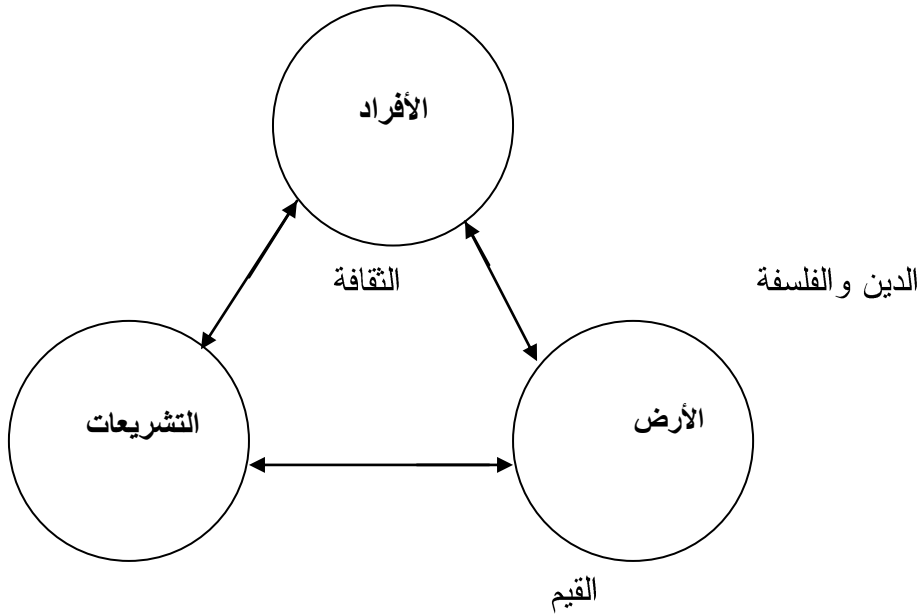 الأفراد
الدين والفلسفة
الثقافة
الأرض
التشريعات
القيم